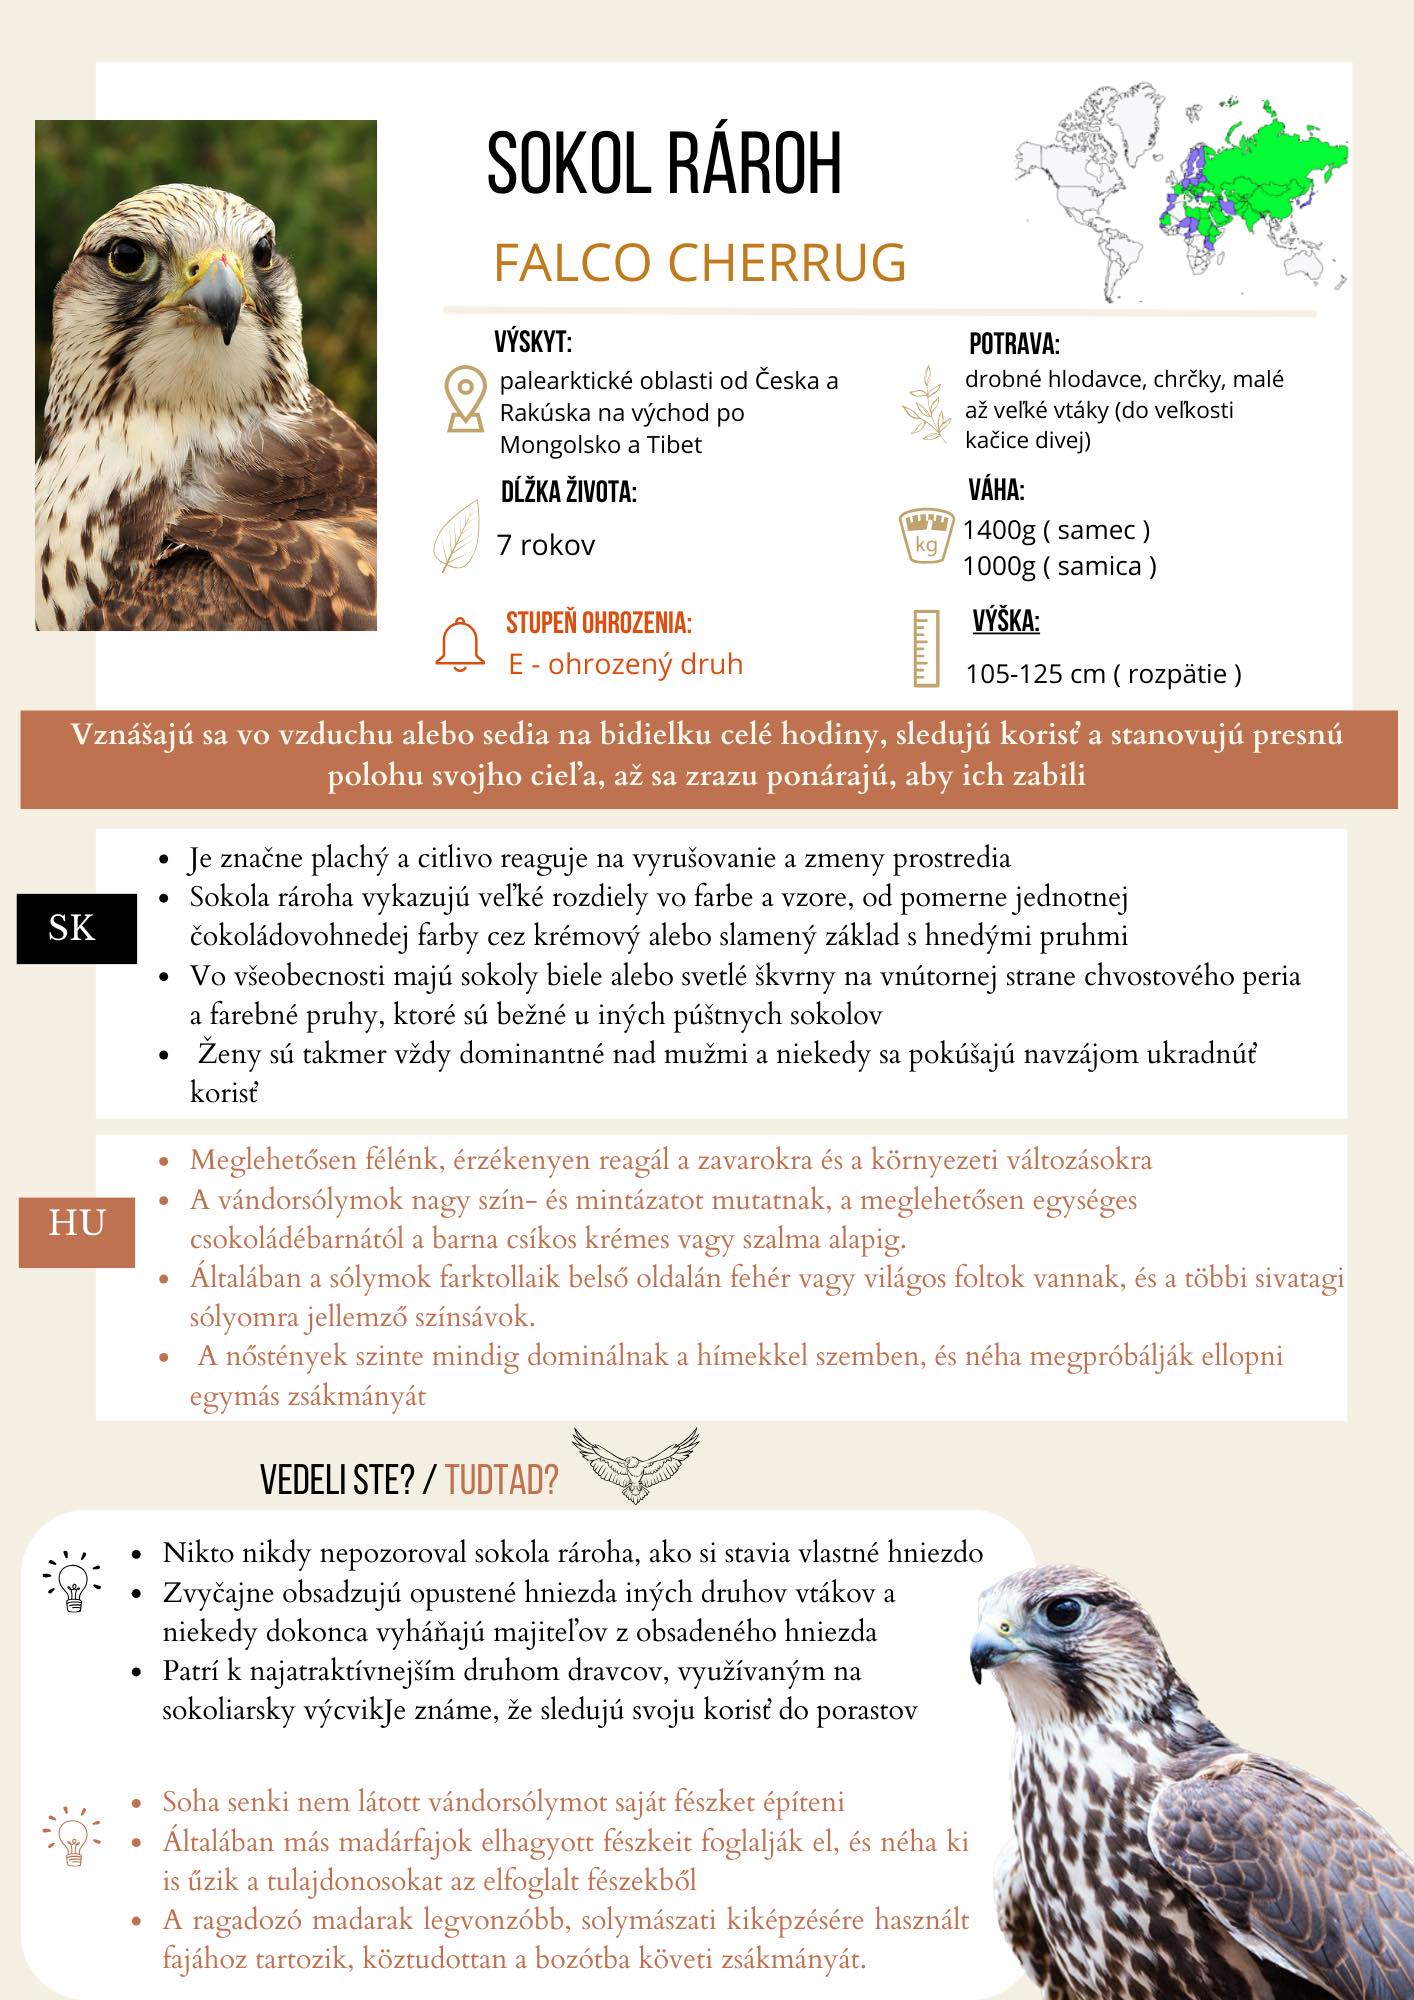 SOKOL RÁROH
FALCO CHERRUG
VÝSKYT:
palearktické oblasti od Česka a
Rakúska na východ po
Mongolsko a Tibet
POTRAVA:
drobné hlodavce, chrčky, malé
až veľké vtáky (do veľkosti
kačice divej)
DĹŽKA ŽIVOTA:
7 rokov
VÁHA:
kg
1400g ( samec )
1000g ( samica )
STUPEŇ OHROZENIA:
E - ohrozený druh
VÝŠKA:
105-125 cm ( rozpätie )
Vznášajú sa vo vzduchu alebo sedia na bidielku celé hodiny, sledujú korisť a stanovujú presnú
polohu svojho cieľa, až sa zrazu ponárajú, aby ich zabili
SK
• Je značne plachý a citlivo reaguje na vyrušovanie a zmeny prostredia
• Sokola rároha vykazujú veľké rozdiely vo farbe a vzore, od pomerne jednotnej
čokoládovohnedej farby cez krémový alebo slamený základ s hnedými pruhmi
• Vo všeobecnosti majú sokoly biele alebo svetlé škvrny na vnútornej strane chvostového peria
a farebné pruhy, ktoré sú bežné u iných púštnych sokolov
• Ženy sú takmer vždy dominantné nad mužmi a niekedy sa pokúšajú navzájom ukradnúť
korisť
HU
• Meglehetősen félénk, érzékenyen reagál a zavarokra és a környezeti változásokra
• A vándorsólymok nagy szín- és mintázatot mutatnak, a meglehetősen egységes
csokoládébarnától a barna csíkos krémes vagy szalma alapig.
• Általában a sólymok farktollaik belső oldalán fehér vagy világos foltok vannak, és a többi sivatagi
sólyomra jellemző színsávok.
• A nőstények szinte mindig dominálnak a hímekkel szemben, és néha megpróbálják ellopni
egymás zsákmányát
VEDELI STE? / TUDTAD?
• Nikto nikdy nepozoroval sokola rároha, ako si stavia vlastné hniezdo
• Zvyčajne obsadzujú opustené hniezda iných druhov vtákov a
niekedy dokonca vyháňajú majiteľov z obsadeného hniezda
• Patrí k najatraktívnejším druhom dravcov, využívaným na
sokoliarsky výcvikJe známe, že sledujú svoju korisť do porastov
• Soha senki nem látott vándorsólymot saját fészket építeni
• Általában más madárfajok elhagyott fészkeit foglalják el, és néha ki
is űzik a tulajdonosokat az elfoglalt fészekből
• A ragadozó madarak legvonzóbb, solymászati kiképzésére használt
fajához tartozik, köztudottan a bozótba követi zsákmányát.